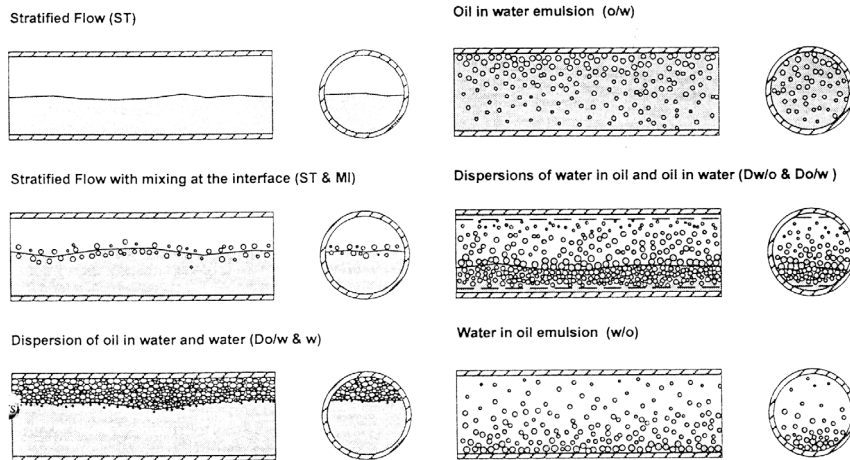 Stratified Flow (ST)
Stratified Flow with mixing at the interface (ST & MI)
Dispersion of oil in water and water (Do/w & w)
Oil in water emulsion (o/w)
Dispersions of water in oil and oil in water (Dw/o & Do/w )
Water in oil emulsion (w/o)